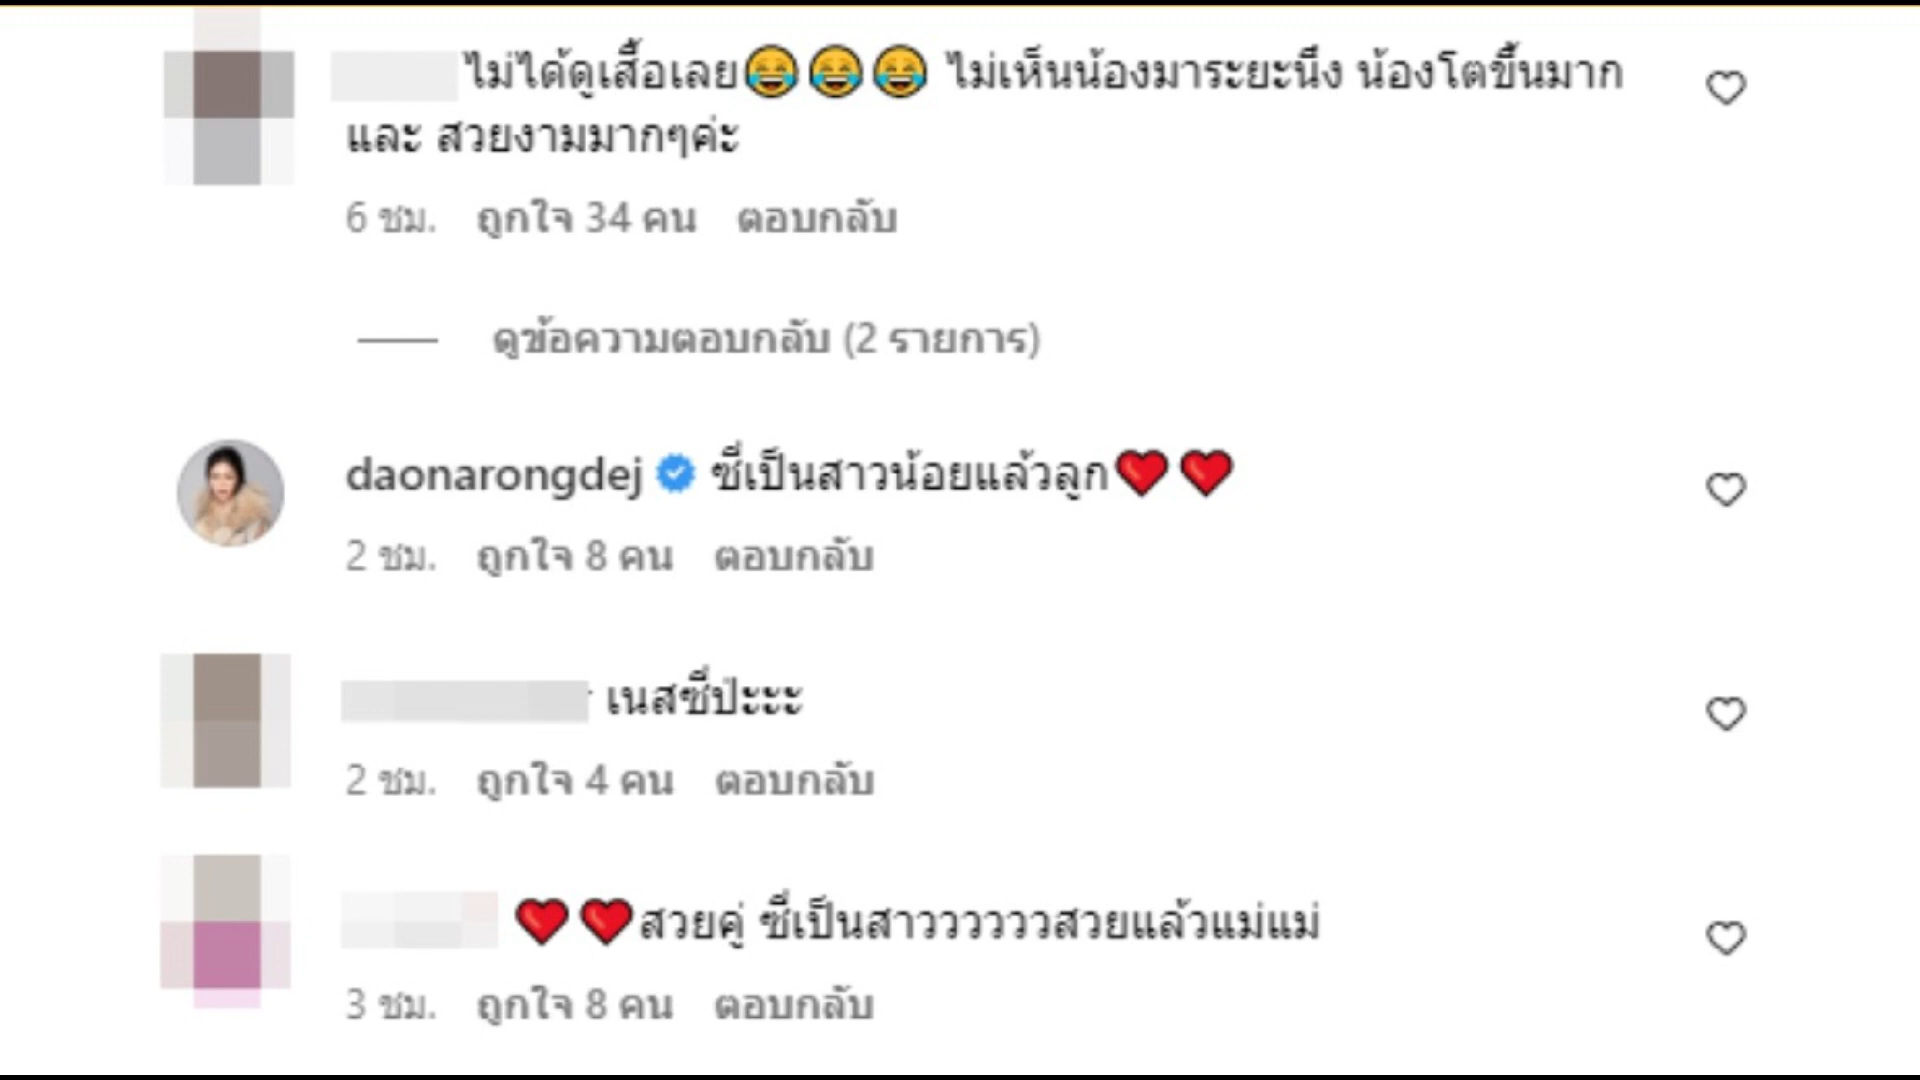 ไม่ได้ดูเสื้อเลย😂😂😂 ไม่เห็นน้องมาระยะนึง น้องโตขึ้นมาก
และ สวยงามมากๆค่ะ
6 ชม. ถูกใจ 34 คน ตอบกลับ
ดูข้อความตอบกลับ (2 รายการ)
daonarongdej ซี่เป็นสาวน้อยแล้วลูก❤️❤️
2 ชม. ถูกใจ 8 คน ตอบกลับ
เนสซี่ป่ะะะ
2 ชม. ถูกใจ 4 คน ตอบกลับ
❤️❤️สวยคู่ ซี่เป็นสาววววววสวยแล้วแม่แม่
3 ชม. ถูกใจ 8 คน ตอบกลับ